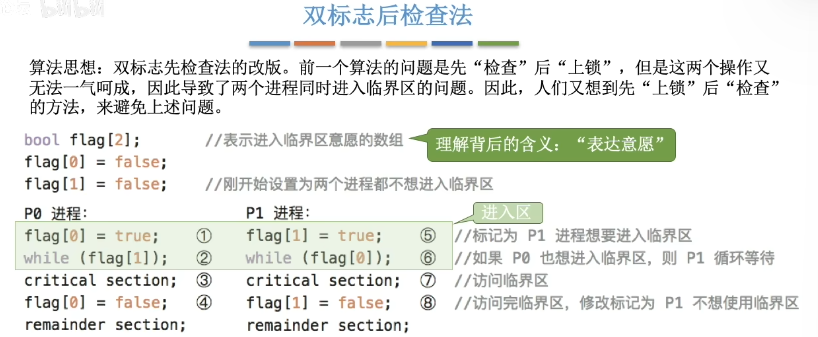 双标志后检查法
算法思想：双标志先检查法的改版。前一个算法的问题是先“检查”后“上锁”，但是这两个操作又
无法一气呵成，因此导致了两个进程同时进入临界区的问题。因此，人们又想到先“上锁”后“检查”
的方法，来避免上述问题。
bool flag[2]; //表示进入临界区意愿的数组
理解背后的含义：“表达意愿”
flag[0] = false;
flag[1] = false; //刚开始设置为两个进程都不想进入临界区
P0 进程： P1 进程： 进入区
flag[0] = true; ① flag[1] = true; ⑤ //标记为 P1 进程想要进入临界区
while (flag[1]); ② while (flag[0]); ⑥ //如果 P0 也想进入临界区，则 P1 循环等待
critical section; ③ critical section; ⑦ //访问临界区
flag[0] = false; ④ flag[1] = false; ⑧ //访问完临界区，修改标记为 P1 不想使用临界区
remainder section; remainder section;